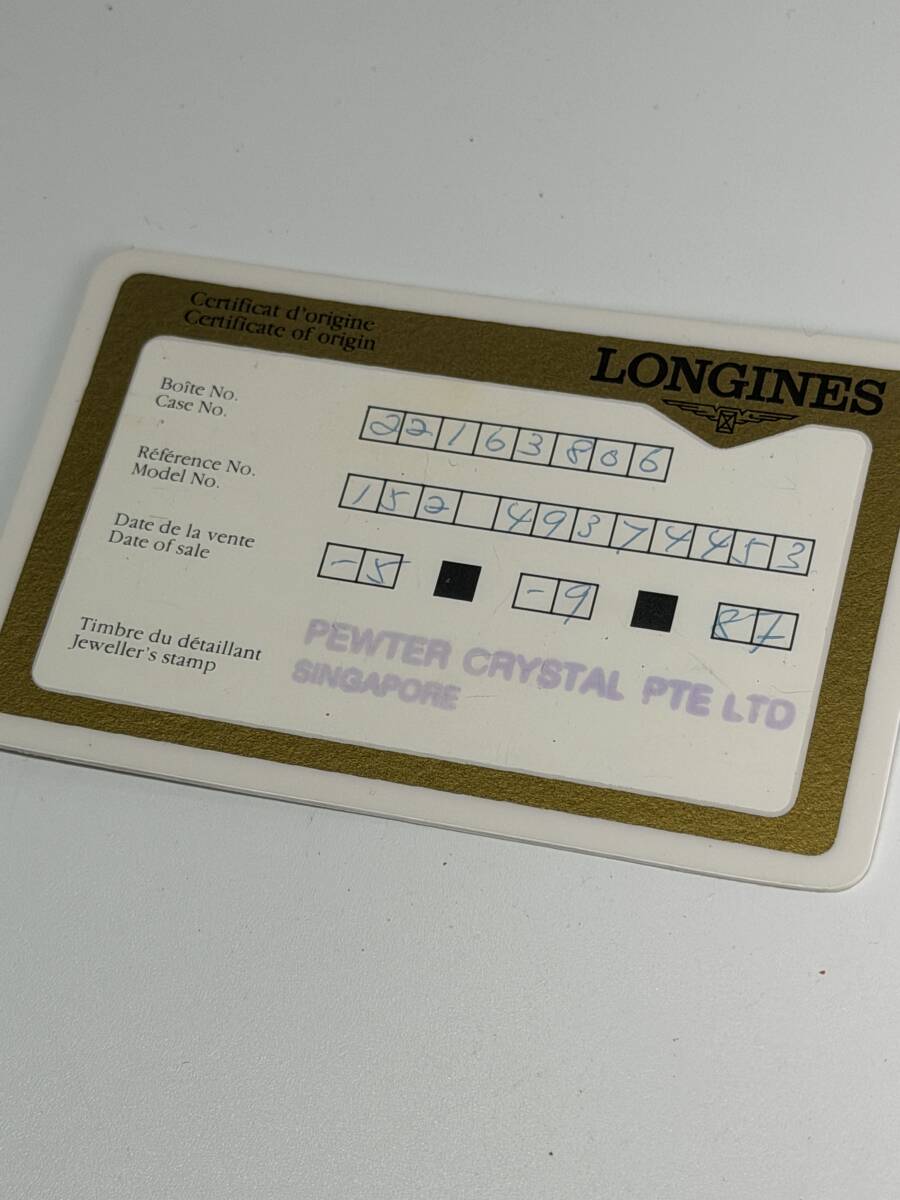 Certificat d'origine
Certificate of origin
LONGINES
Boîte No.
Case No.
22163806
Référence No.
Model No.
152 4937.4453
Date de la vente
Date of sale
-5 -9 87
Timbre du détaillant
Jeweller's stamp
PEWTER CRYSTAL PTE LTD
SINGAPORE